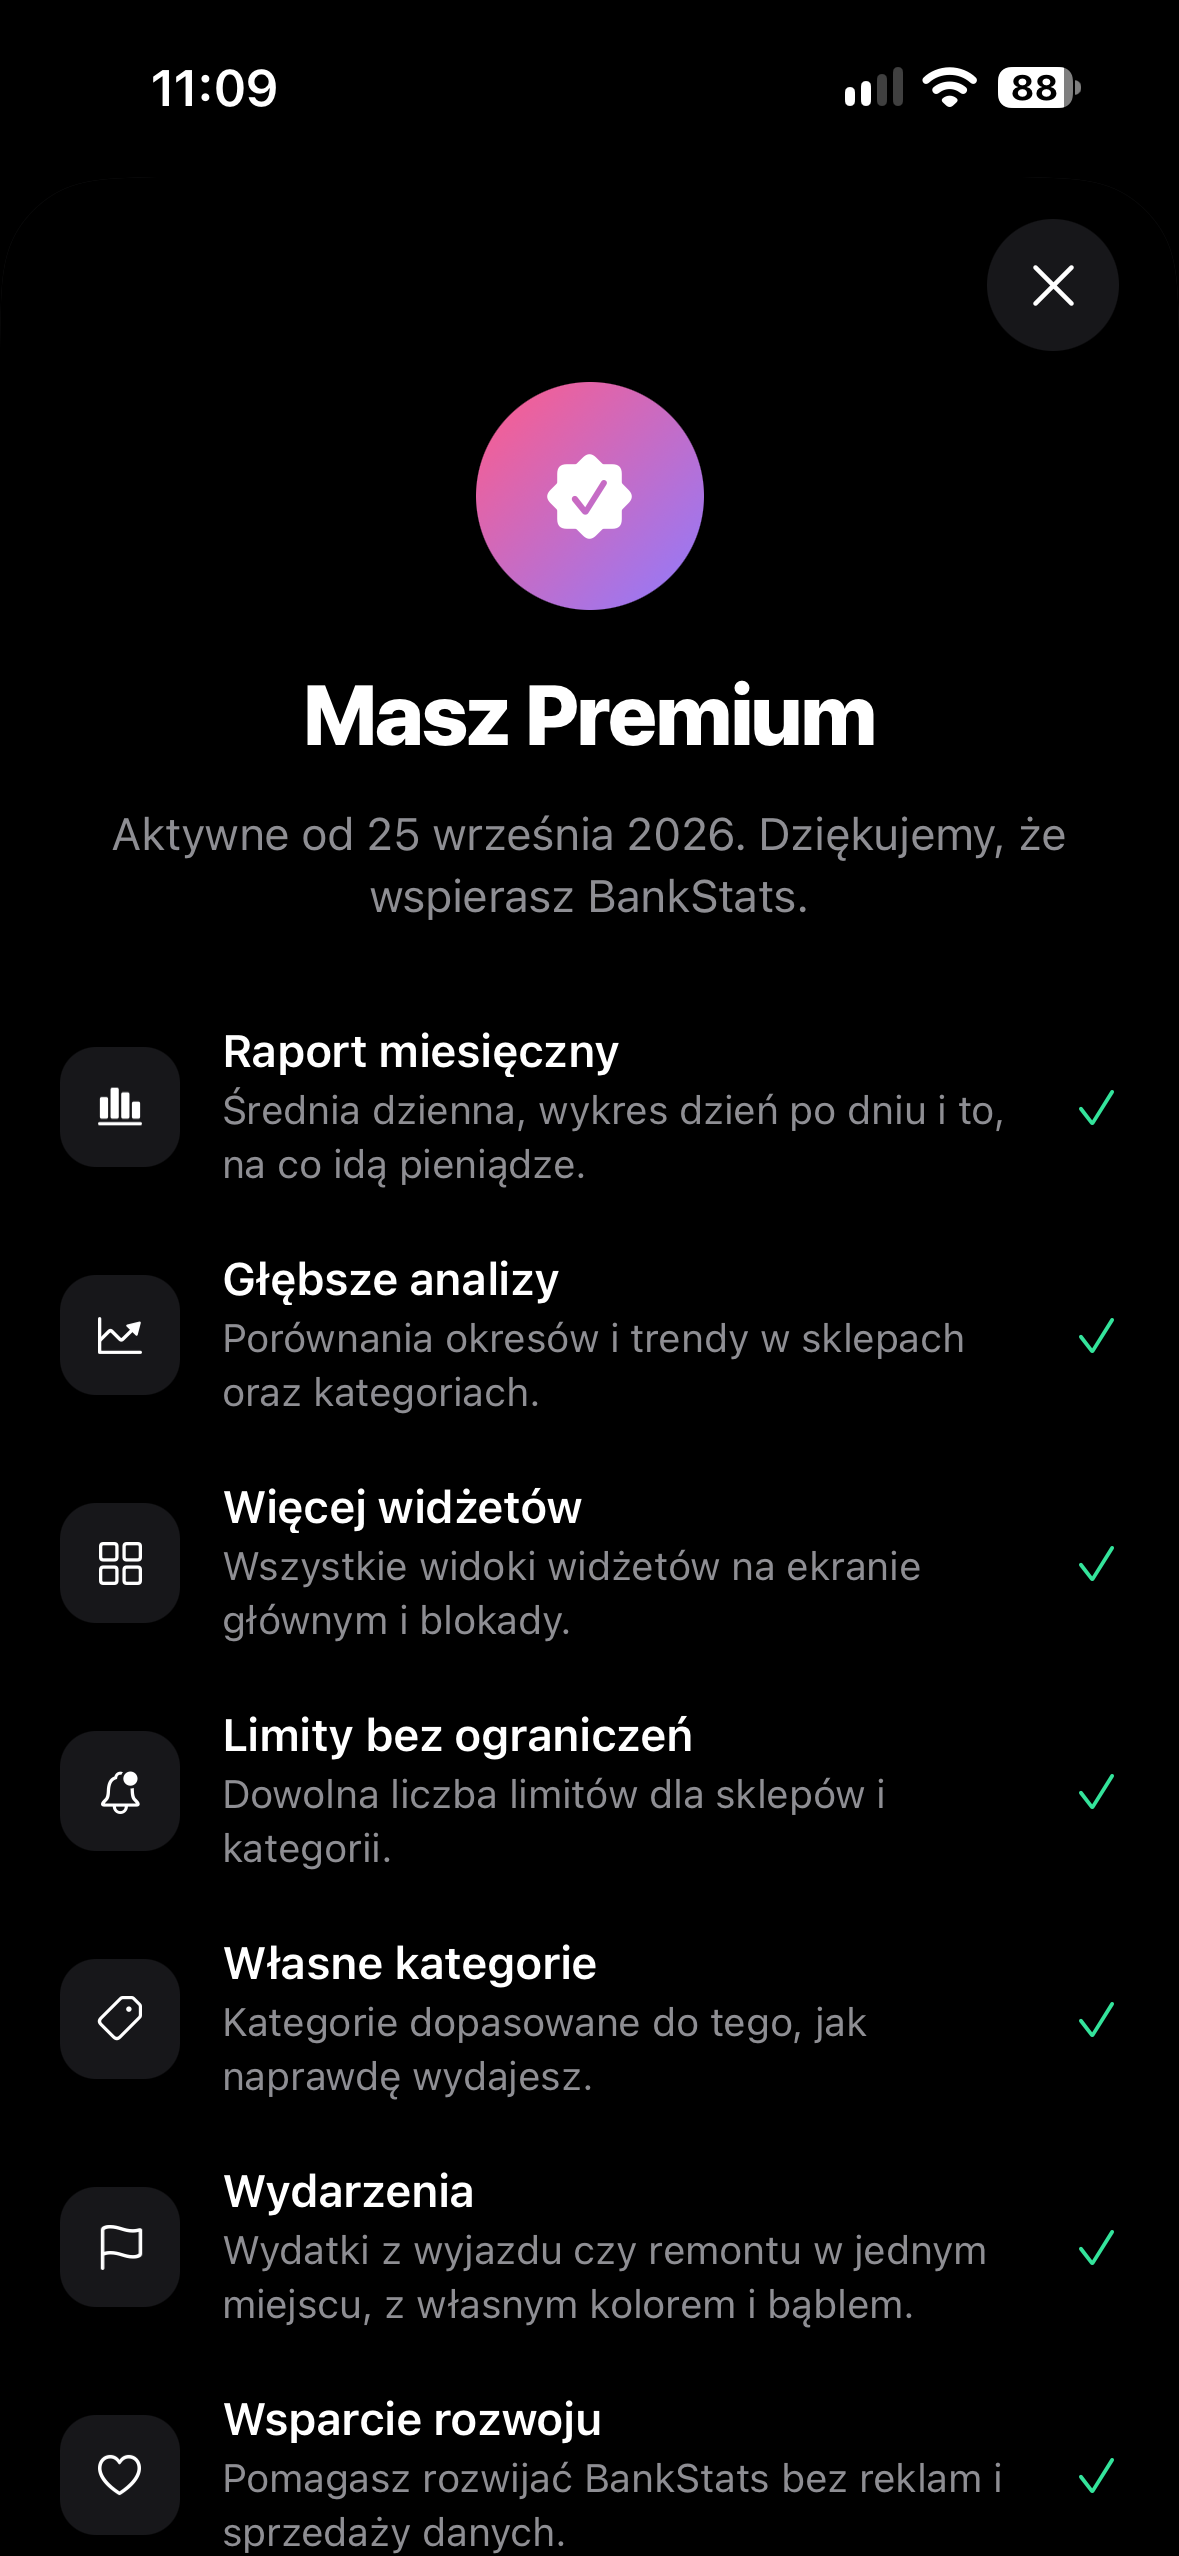 11:09
88
Masz Premium
Aktywne od 25 września 2026. Dziękujemy, że
wspierasz BankStats.
Raport miesięczny
Średnia dzienna, wykres dzień po dniu i to,
na co idą pieniądze.
Głębsze analizy
Porównania okresów i trendy w sklepach
oraz kategoriach.
Więcej widżetów
Wszystkie widoki widżetów na ekranie
głównym i blokady.
Limity bez ograniczeń
Dowolna liczba limitów dla sklepów i
kategorii.
Własne kategorie
Kategorie dopasowane do tego, jak
naprawdę wydajesz.
Wydarzenia
Wydatki z wyjazdu czy remontu w jednym
miejscu, z własnym kolorem i bąblem.
Wsparcie rozwoju
Pomagasz rozwijać BankStats bez reklam i
sprzedaży danych.